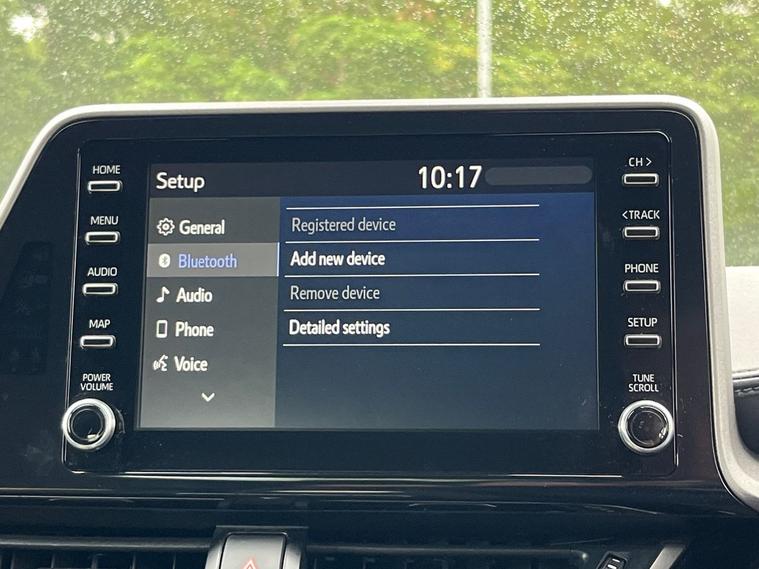 HOME
MENU
AUDIO
MAP
POWER
VOLUME
Setup
10:17
General
Bluetooth
Audio
Phone
Voice
Registered device
Add new device
Remove device
Detailed settings
CH >
< TRACK
PHONE
SETUP
TUNE
SCROLL